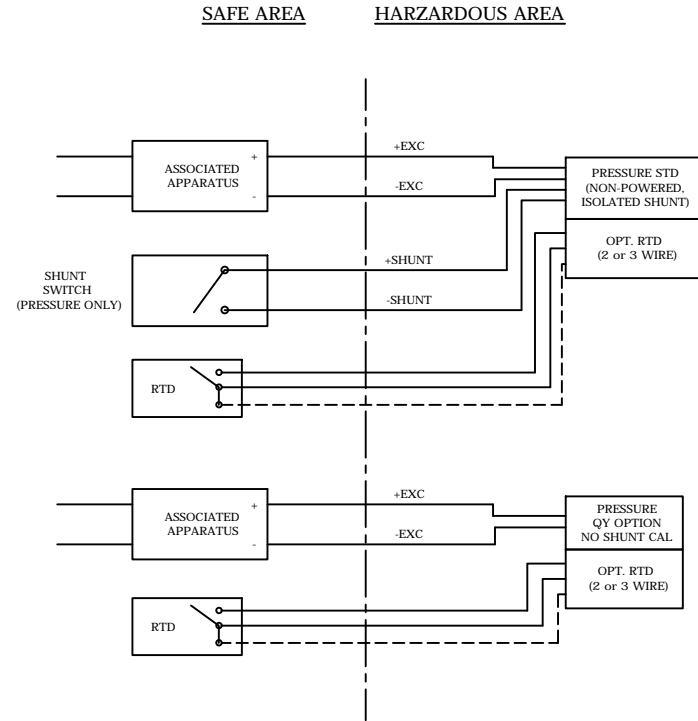 SAFE AREA
HARZARDOUS AREA
ASSOCIATED
APPARATUS
+
-
+EXC
-EXC
PRESSURE STD
(NON-POWERED,
ISOLATED SHUNT)
OPT. RTD
(2 or 3 WIRE)
SHUNT
SWITCH
(PRESSURE ONLY)
+SHUNT
-SHUNT
RTD
ASSOCIATED
APPARATUS
+
-
+EXC
-EXC
PRESSURE
QY OPTION
NO SHUNT CAL
OPT. RTD
(2 or 3 WIRE)
RTD